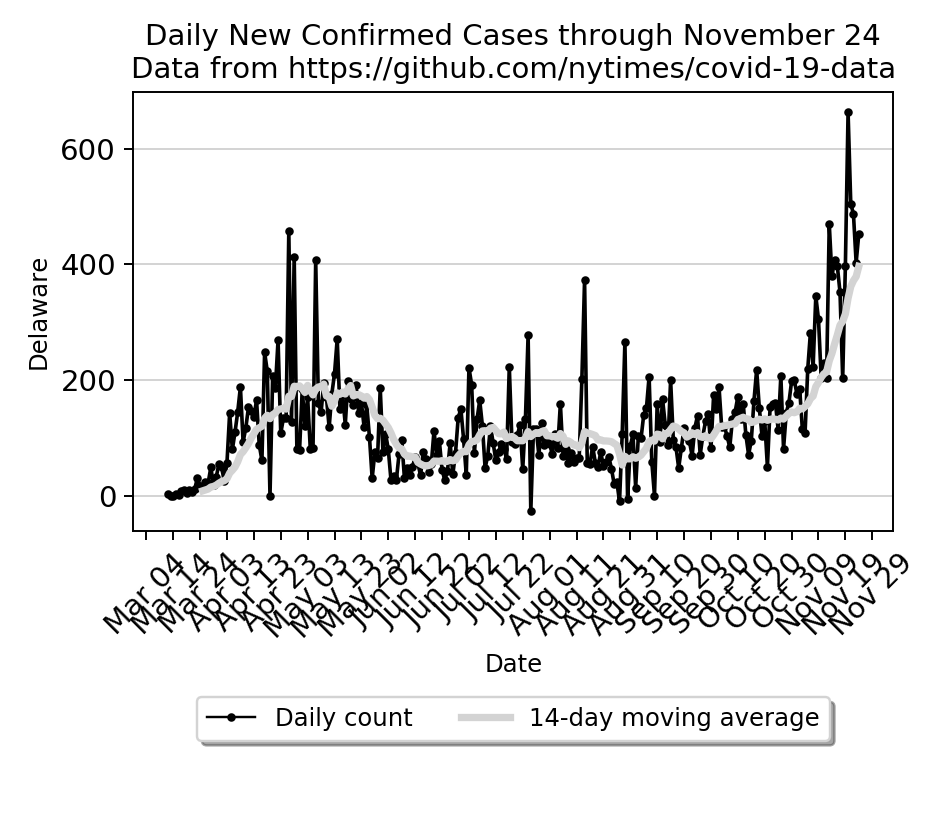 Daily New Confirmed Cases through November 24
Data from https://github.com/nytimes/covid-19-data
600
400
200
0
Delaware
Mar 04
Mar 14
Mar 24
Apr 03
Apr 13
Apr 23
May 03
May 13
May 23
Jun 02
Jun 12
Jun 22
Jul 02
Jul 12
Jul 22
Aug 01
Aug 11
Aug 21
Aug 31
Sep 10
Sep 20
Sep 30
Oct 10
Oct 20
Oct 30
Nov 09
Nov 19
Nov 29
Date
Daily count
14-day moving average